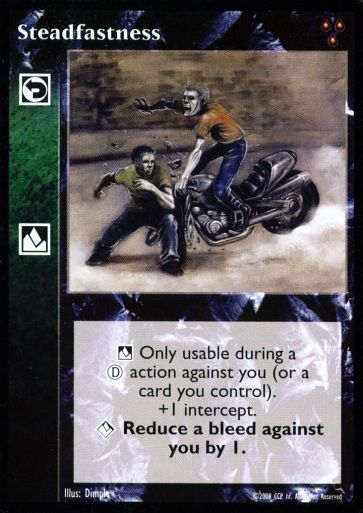 Steadfastness
Only usable during a
D action against you (or a
card you control).
+1 intercept.
Reduce a bleed against
you by 1.
Illus: Dimple
©2008 CCP hf. All Rights Reserved